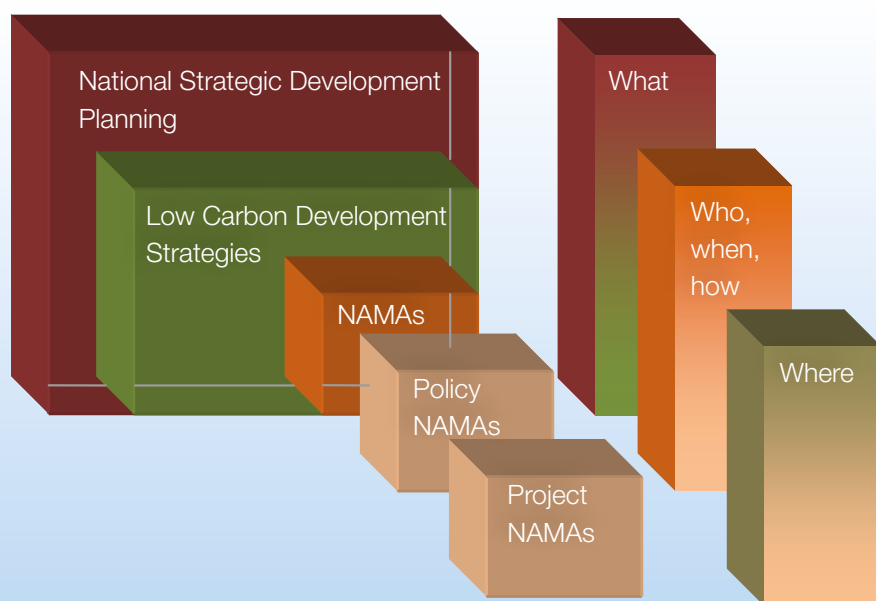 National Strategic Development
Planning
Low Carbon Development
Strategies
NAMAs
Policy
NAMAs
Project
NAMAs
What
Who,
when,
how
Where